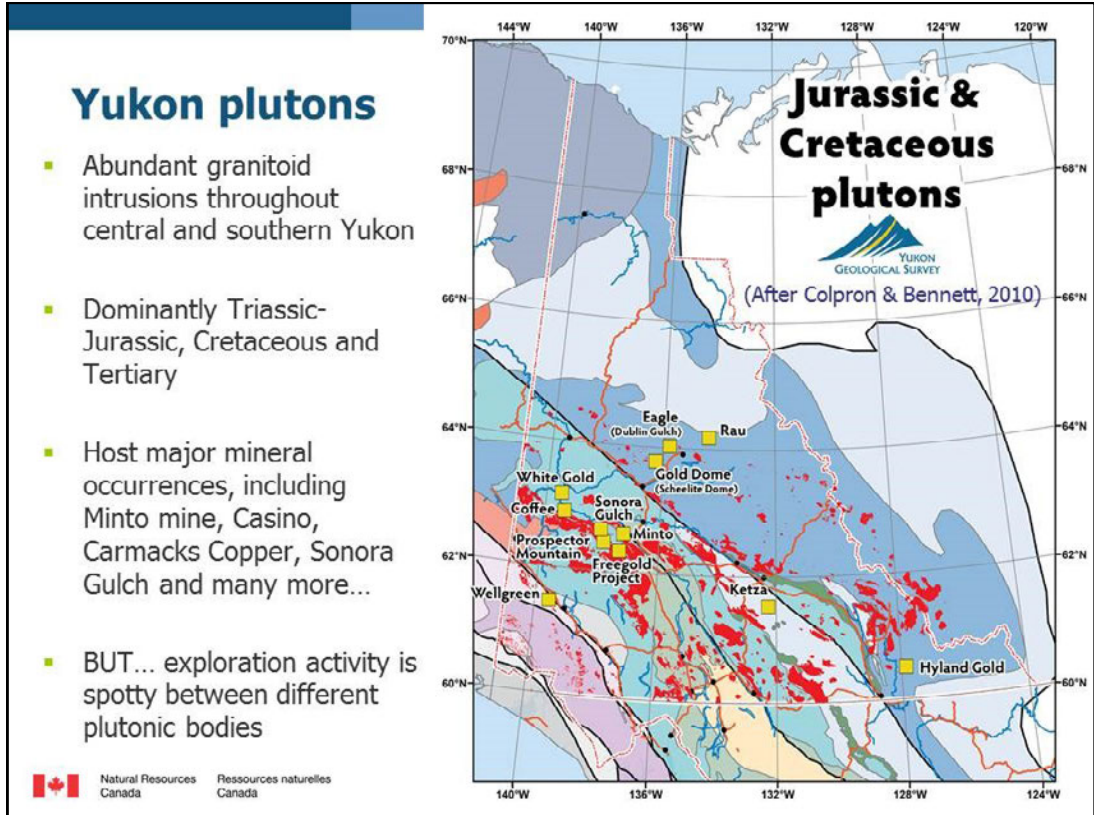 Yukon plutons
▪ Abundant granitoid
intrusions throughout
central and southern Yukon
▪ Dominantly Triassic-
Jurassic, Cretaceous and
Tertiary
▪ Host major mineral
occurrences, including
Minto mine, Casino,
Carmacks Copper, Sonora
Gulch and many more...
▪ BUT... exploration activity is
spotty between different
plutonic bodies
Natural Resources Ressources naturelles
Canada Canada
144°W 140°W 136°W 132°W 128°W 124°W 120°W
70°N
Jurassic &
Cretaceous
plutons
68°N 68°N
YUKON
GEOLOGICAL SURVEY
(After Colpron & Bennett, 2010)
66°N 66°N
64°N 64°N
Eagle
(Dublin Gulch)
Rau
Gold Dome
(Scheelite Dome)
White Gold
Coffee
Sonora
Gulch
Minto
Prospector
Mountain
Freegold
Project
62°N 62°N
Wellgreen
Ketza
Hyland Gold
60°N 60°N
140°W 136°W 132°W 128°W 124°W